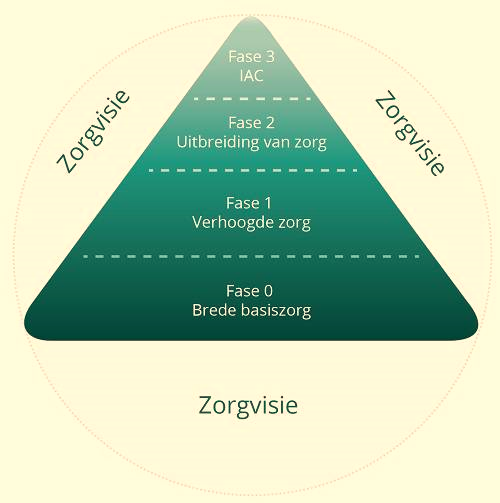 Fase 3
IAC
Zorgvisie
Zorgvisie
Fase 2
Uitbreiding van zorg
Fase 1
Verhoogde zorg
Fase 0
Brede basiszorg
Zorgvisie